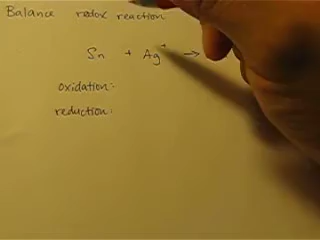 Balance redox reaction
Sn + Ag⁺ →
oxidation:
reduction: